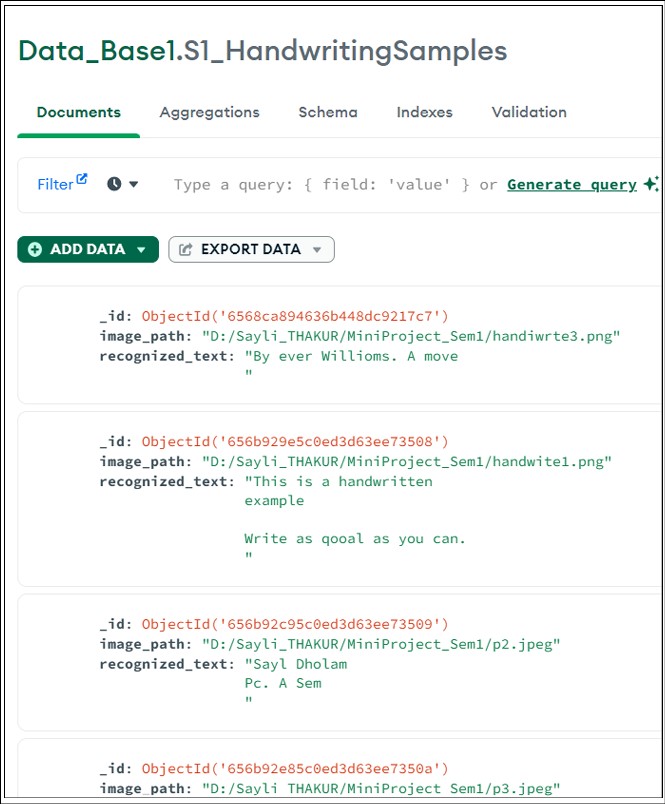 Data_Base1.S1_HandwritingSamples
Documents Aggregations Schema Indexes Validation
Filter Type a query: { field: 'value' } or Generate query
ADD DATA EXPORT DATA
_id: ObjectId('6568ca894636b448dc9217c7')
image_path: "D:/Sayli_THAKUR/MiniProject_Sem1/handiwrte3.png"
recognized_text: "By ever Willioms. A move
"
_id: ObjectId('656b929e5c0ed3d63ee73508')
image_path: "D:/Sayli_THAKUR/MiniProject_Sem1/handwite1.png"
recognized_text: "This is a handwritten
example
Write as qooal as you can.
"
_id: ObjectId('656b92c95c0ed3d63ee73509')
image_path: "D:/Sayli_THAKUR/MiniProject_Sem1/p2.jpeg"
recognized_text: "Sayl Dholam
Pc. A Sem
"
_id: ObjectId('656b92e85c0ed3d63ee7350a')
image_path: "D:/Sayli_THAKUR/MiniProject_Sem1/p3.jpeg"